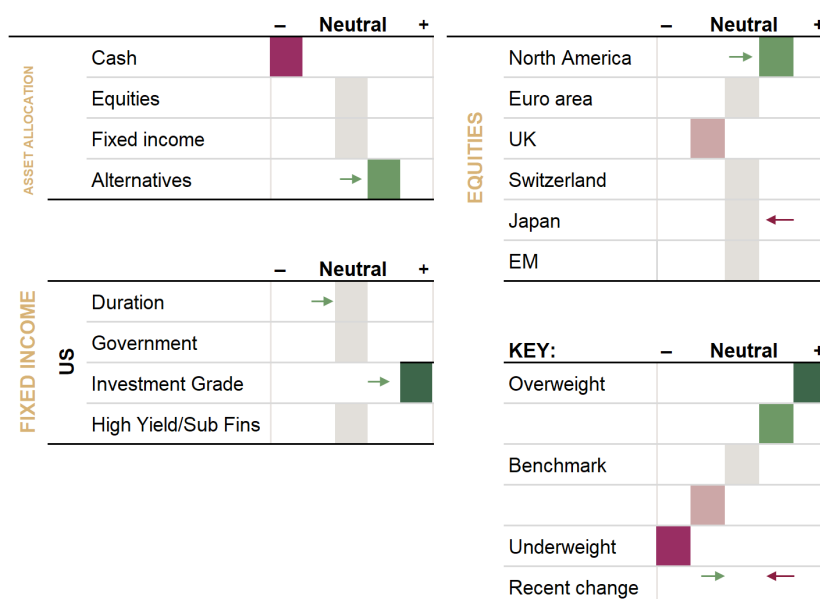 – Neutral +
ASSET ALLOCATION
Cash
Equities
Fixed income
Alternatives
– Neutral +
FIXED INCOME
US
Duration
Government
Investment Grade
High Yield/Sub Fins
– Neutral +
EQUITIES
North America
Euro area
UK
Switzerland
Japan
EM
KEY: – Neutral +
Overweight
Benchmark
Underweight
Recent change